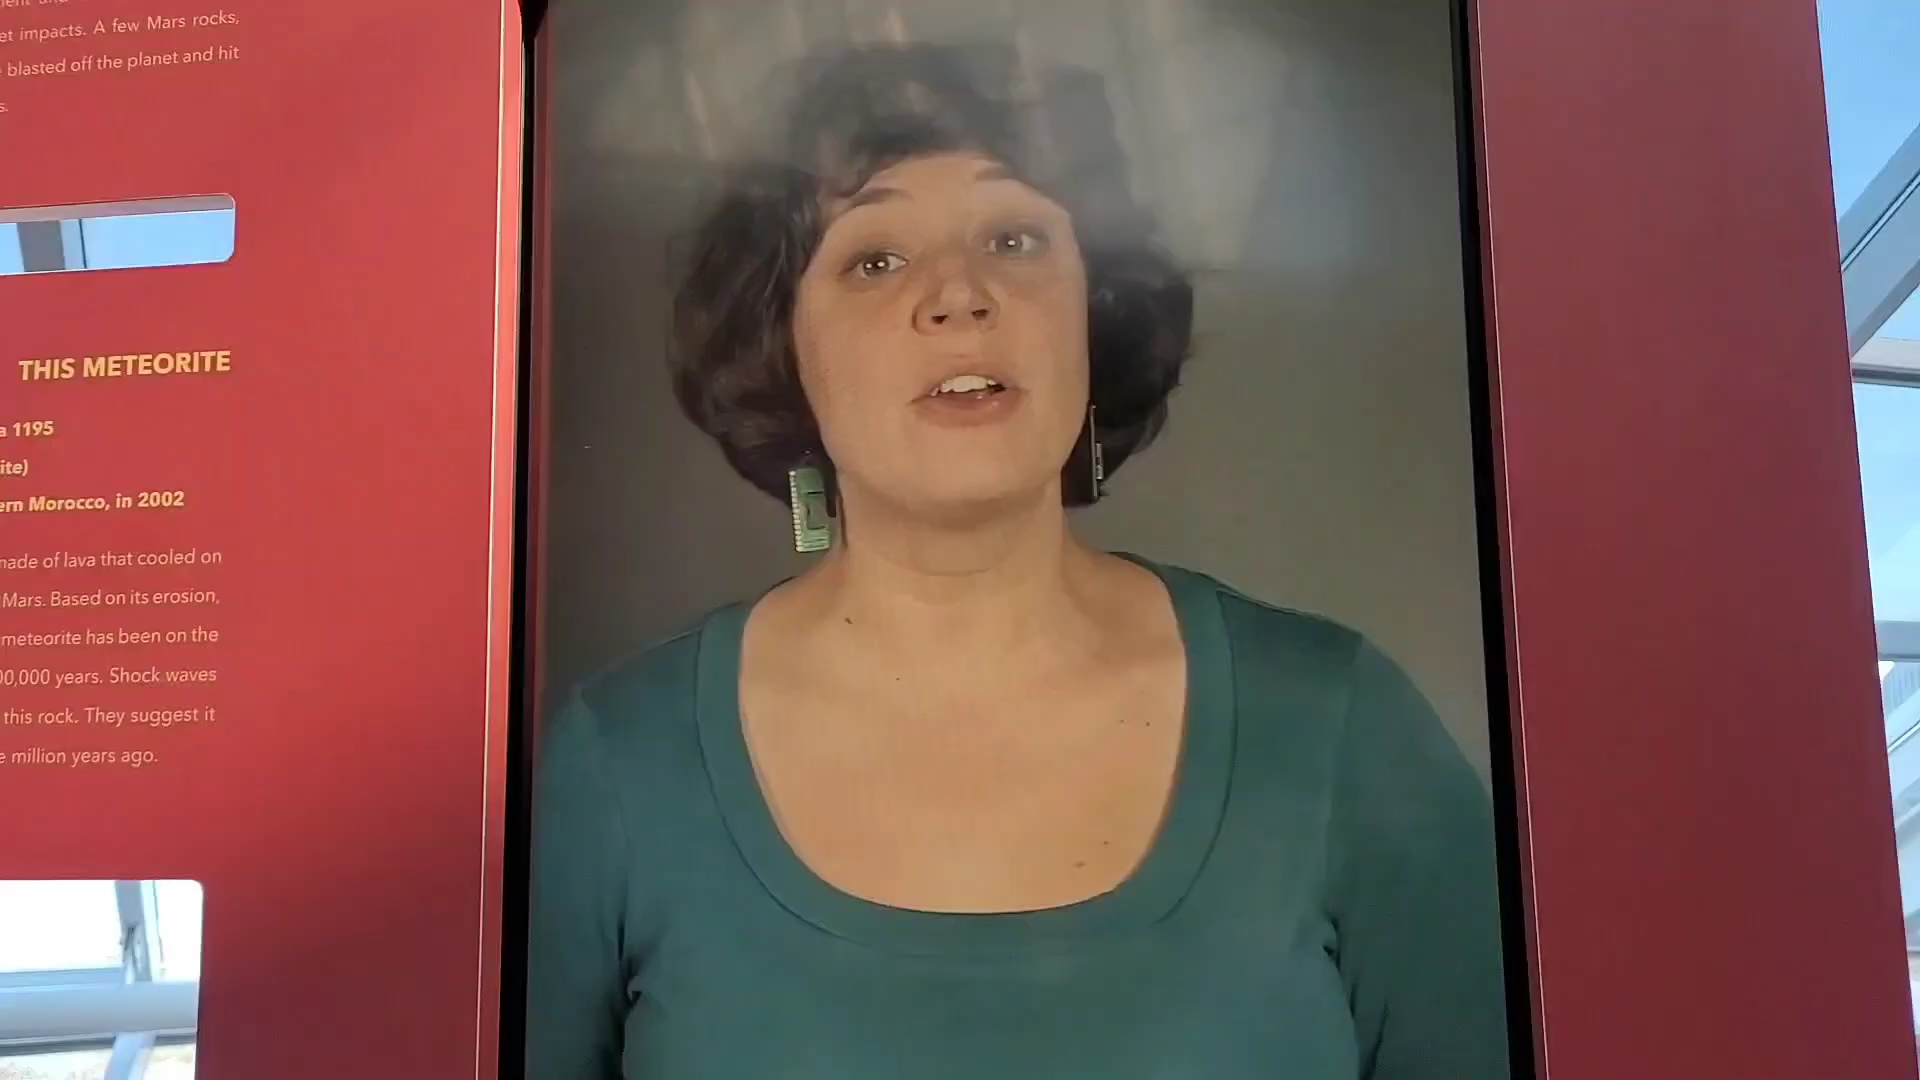 et impacts. A few Mars rocks,
blasted off the planet and hit
s.
THIS METEORITE
a 1195
ite)
ern Morocco, in 2002
nade of lava that cooled on
Mars. Based on its erosion,
meteorite has been on the
00,000 years. Shock waves
this rock. They suggest it
e million years ago.